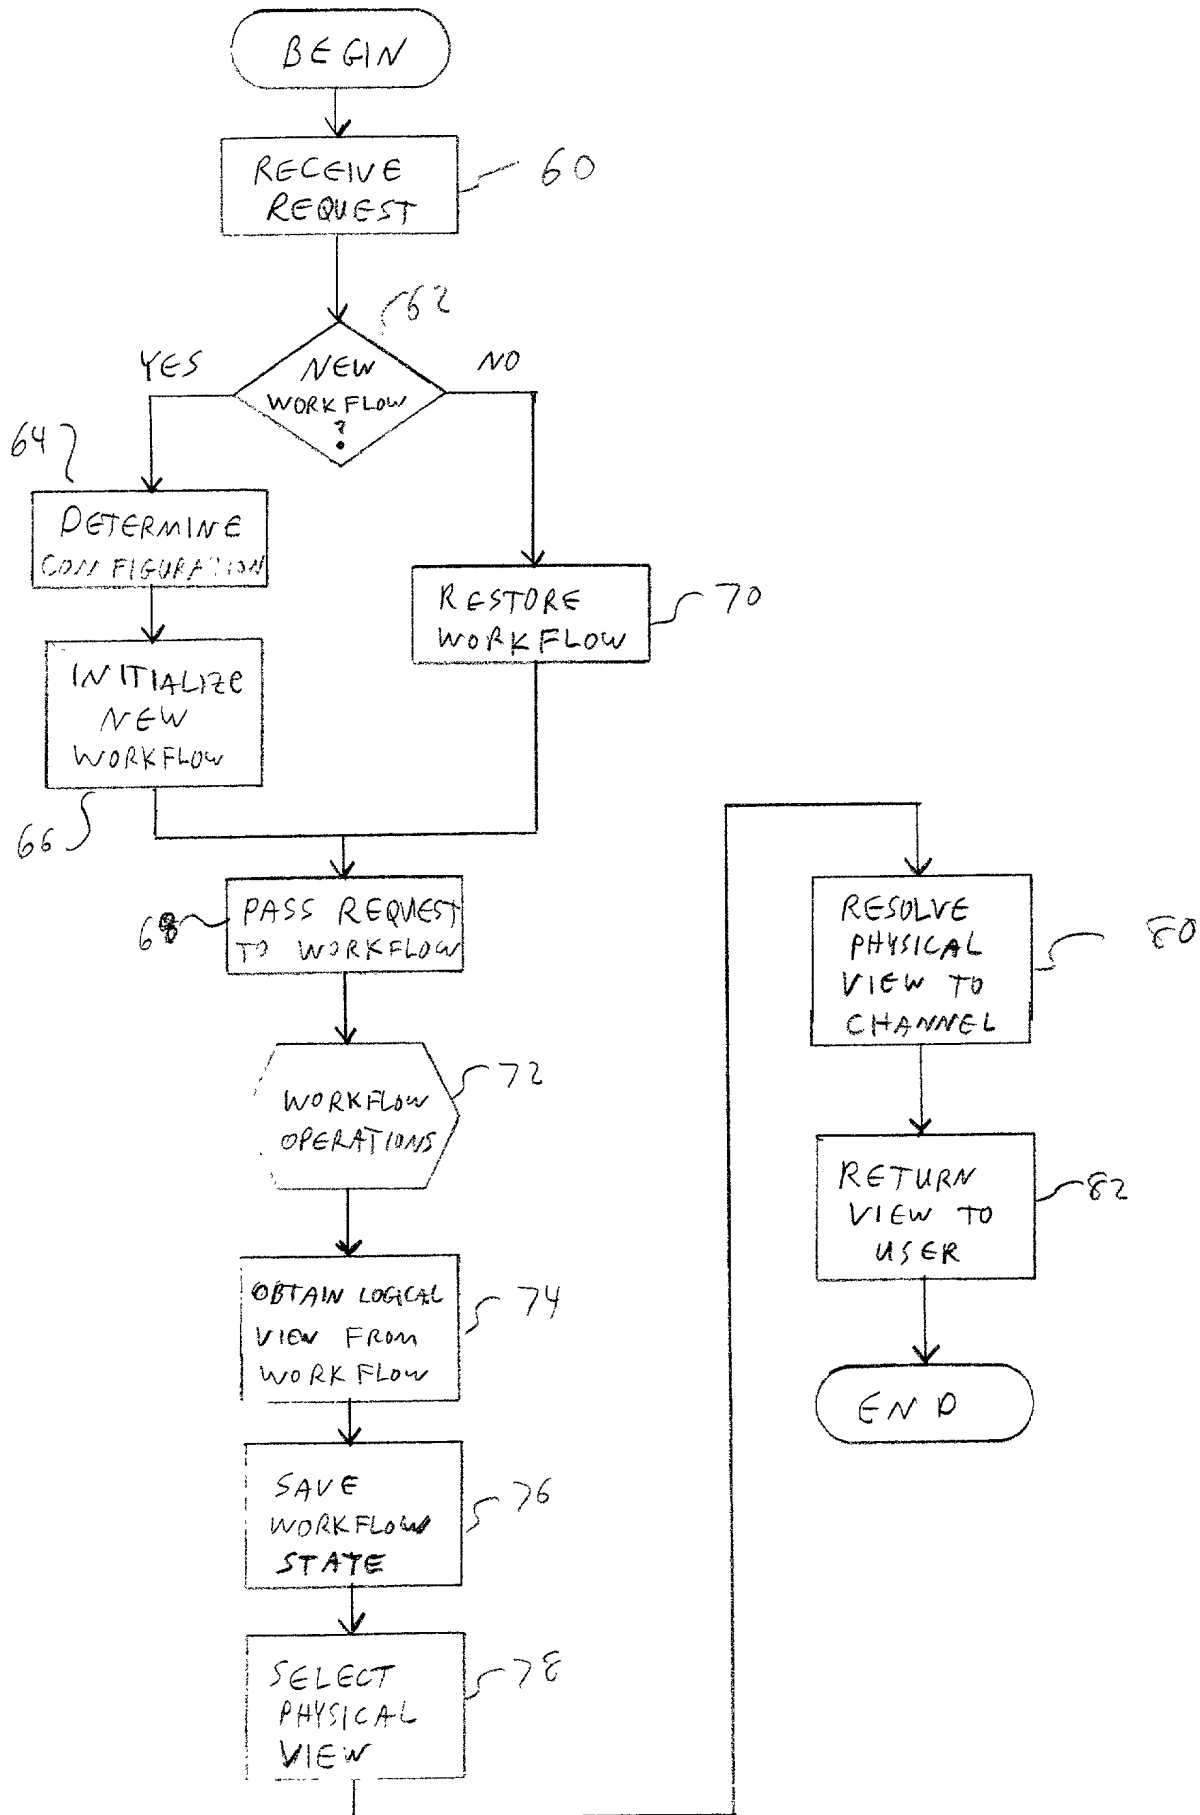 BEGIN
RECEIVE
REQUEST
60
62
YES
NEW
WORKFLOW
?
NO
64
DETERMINE
CONFIGURATION
RESTORE
WORKFLOW
70
INITIALIZE
NEW
WORKFLOW
66
68
PASS REQUEST
TO WORKFLOW
WORKFLOW
OPERATIONS
72
OBTAIN LOGICAL
VIEW FROM
WORKFLOW
74
SAVE
WORKFLOW
STATE
76
SELECT
PHYSICAL
VIEW
78
RESOLVE
PHYSICAL
VIEW TO
CHANNEL
80
RETURN
VIEW TO
USER
82
END